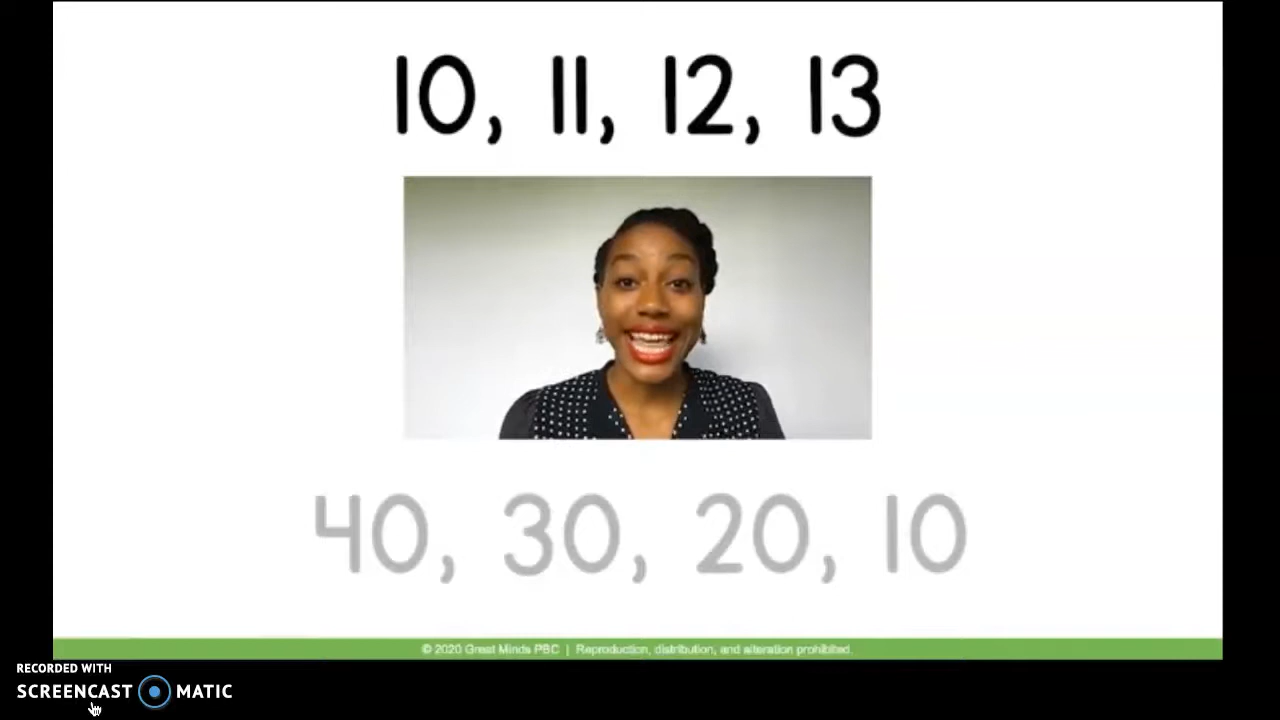 10, 11, 12, 13
40, 30, 20, 10
© 2020 Great Minds PBC | Reproduction, distribution, and alteration prohibited.
RECORDED WITH
SCREENCAST MATIC